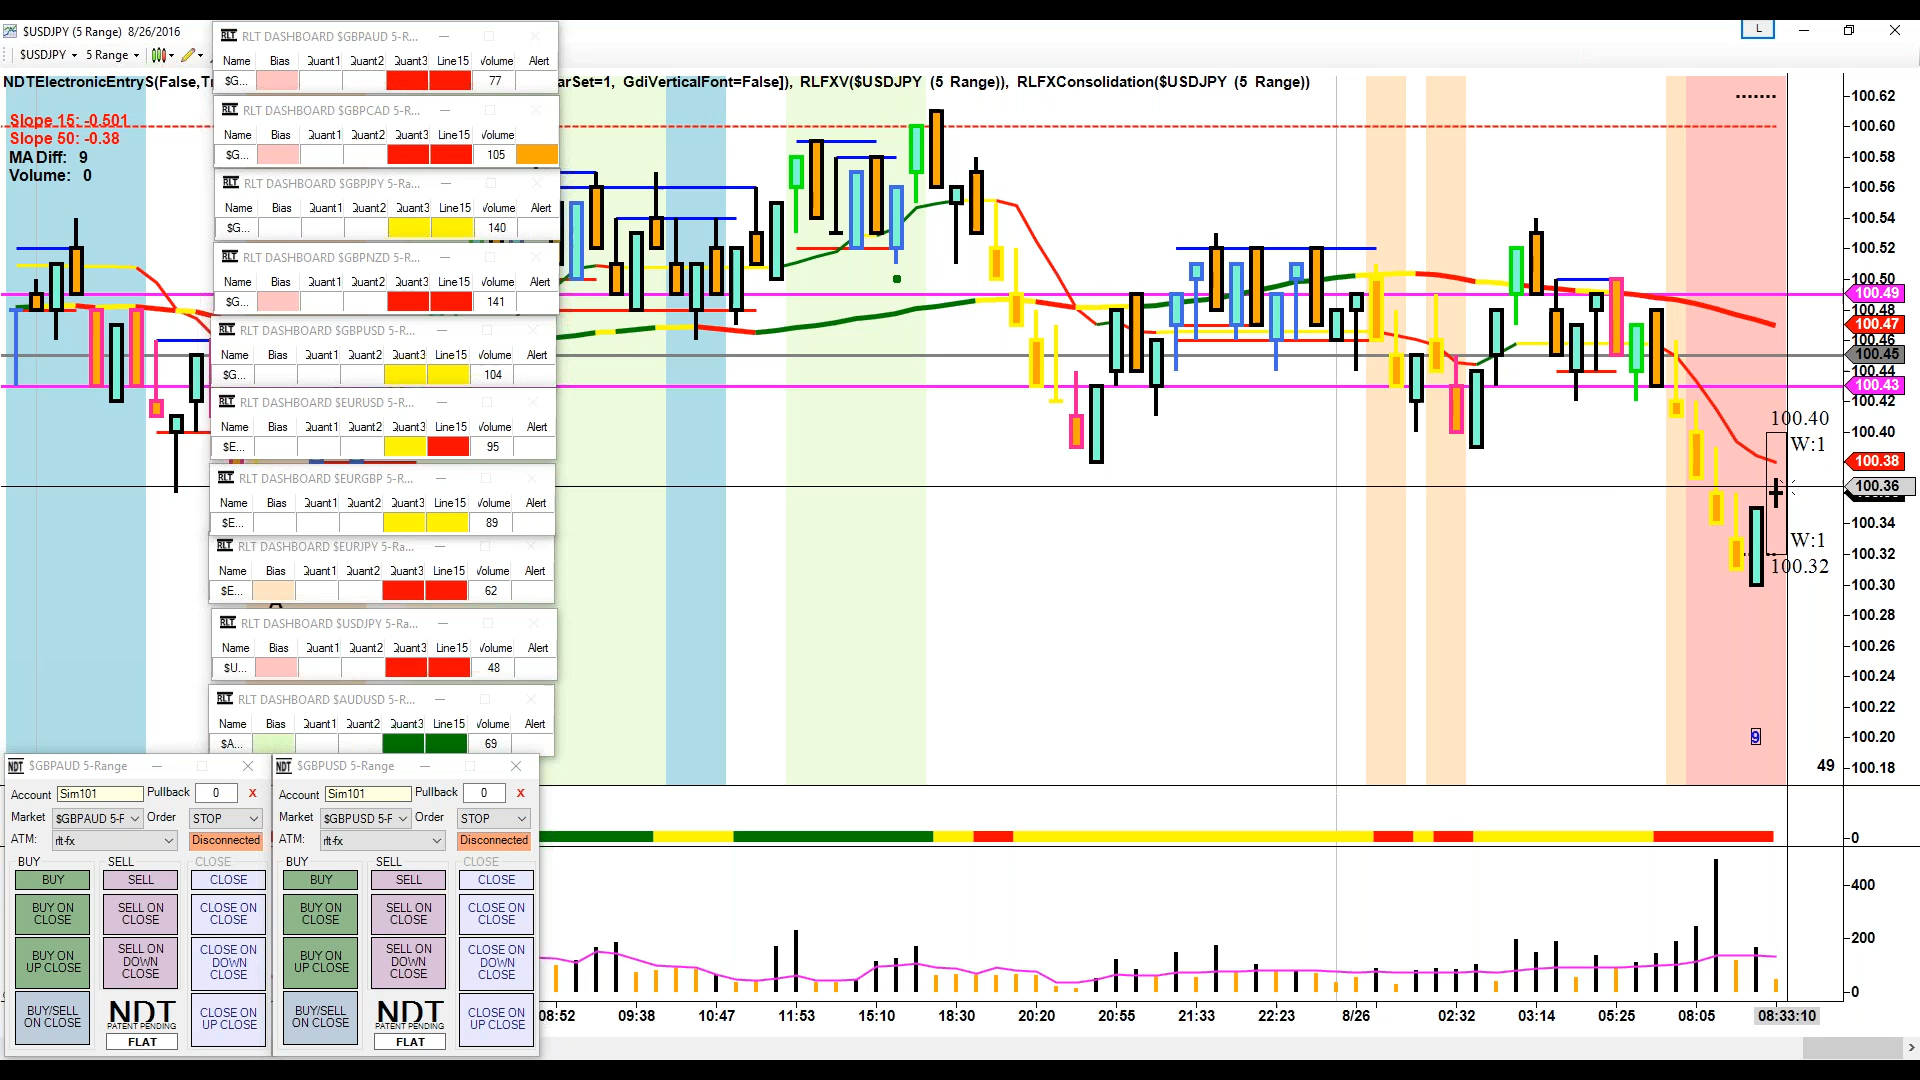 $USDJPY (5 Range) 8/26/2016
$USDJPY 5 Range
L
NDTElectronicEntryS(False,Tr
arSet=1, GdiVerticalFont=False]), RLFXV($USDJPY (5 Range)), RLFXConsolidation($USDJPY (5 Range))
Slope 15: -0.501
Slope 50: -0.38
MA Diff: 9
Volume: 0
RLT DASHBOARD $GBPAUD 5-R...
Name Bias Quant1 Quant2 Quant3 Line15 Volume Alert
$G... 77
RLT DASHBOARD $GBPCAD 5-R...
Name Bias Quant1 Quant2 Quant3 Line15 Volume
$G... 105
RLT DASHBOARD $GBPJPY 5-Ra...
Name Bias Quant1 Quant2 Quant3 Line15 Volume Alert
$G... 140
RLT DASHBOARD $GBPNZD 5-R...
Name Bias Quant1 Quant2 Quant3 Line15 Volume Alert
$G... 141
RLT DASHBOARD $GBPUSD 5-R...
Name Bias Quant1 Quant2 Quant3 Line15 Volume Alert
$G... 104
RLT DASHBOARD $EURUSD 5-R...
Name Bias Quant1 Quant2 Quant3 Line15 Volume Alert
$E... 95
RLT DASHBOARD $EURGBP 5-R...
Name Bias Quant1 Quant2 Quant3 Line15 Volume Alert
$E... 89
RLT DASHBOARD $EURJPY 5-Ra...
Name Bias Quant1 Quant2 Quant3 Line15 Volume Alert
$E... 62
RLT DASHBOARD $USDJPY 5-Ra...
Name Bias Quant1 Quant2 Quant3 Line15 Volume Alert
$U... 48
RLT DASHBOARD $AUDUSD 5-R...
Name Bias Quant1 Quant2 Quant3 Line15 Volume Alert
$A... 69
100.62
100.60
100.58
100.56
100.54
100.52
100.50
100.49
100.48
100.47
100.46
100.45
100.44
100.43
100.42
100.40
100.38
100.36
100.34
100.32
100.30
100.28
100.26
100.24
100.22
100.20
100.18
100.40
W:1
W:1
100.32
9
49
0
400
200
0
NDT $GBPAUD 5-Range
Account Sim101 Pullback 0 X
Market $GBPAUD 5-F Order STOP
ATM: rlt-fx Disconnected
BUY SELL CLOSE
BUY SELL CLOSE
BUY ON CLOSE SELL ON CLOSE CLOSE ON CLOSE
BUY ON UP CLOSE SELL ON DOWN CLOSE CLOSE ON DOWN CLOSE
BUY/SELL ON CLOSE NDT PATENT PENDING FLAT CLOSE ON UP CLOSE
NDT $GBPUSD 5-Range
Account Sim101 Pullback 0 X
Market $GBPUSD 5-F Order STOP
ATM: rlt-fx Disconnected
BUY SELL CLOSE
BUY SELL CLOSE
BUY ON CLOSE SELL ON CLOSE CLOSE ON CLOSE
BUY ON UP CLOSE SELL ON DOWN CLOSE CLOSE ON DOWN CLOSE
BUY/SELL ON CLOSE NDT PATENT PENDING FLAT CLOSE ON UP CLOSE
08:52 09:38 10:47 11:53 15:10 18:30 20:20 20:55 21:33 22:23 8/26 02:32 03:14 05:25 08:05 08:33:10